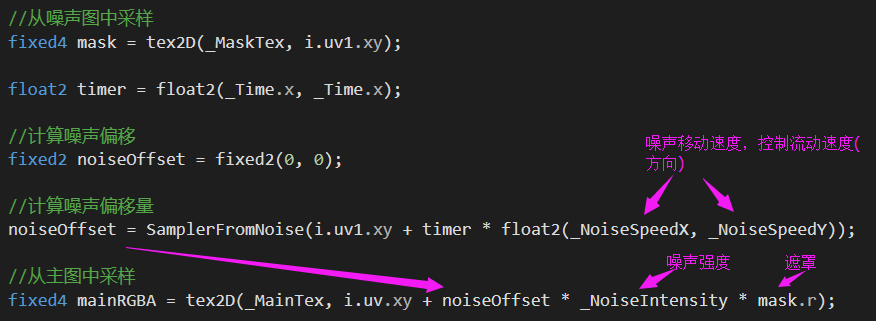 //从噪声图中采样
fixed4 mask = tex2D(_MaskTex, i.uv1.xy);
float2 timer = float2(_Time.x, _Time.x);
//计算噪声偏移
fixed2 noiseOffset = fixed2(0, 0);
噪声移动速度，控制流动速度(
方向)
//计算噪声偏移量
noiseOffset = SamplerFromNoise(i.uv1.xy + timer * float2(_NoiseSpeedX, _NoiseSpeedY));
噪声强度
遮罩
//从主图中采样
fixed4 mainRGBA = tex2D(_MainTex, i.uv.xy + noiseOffset * _NoiseIntensity * mask.r);